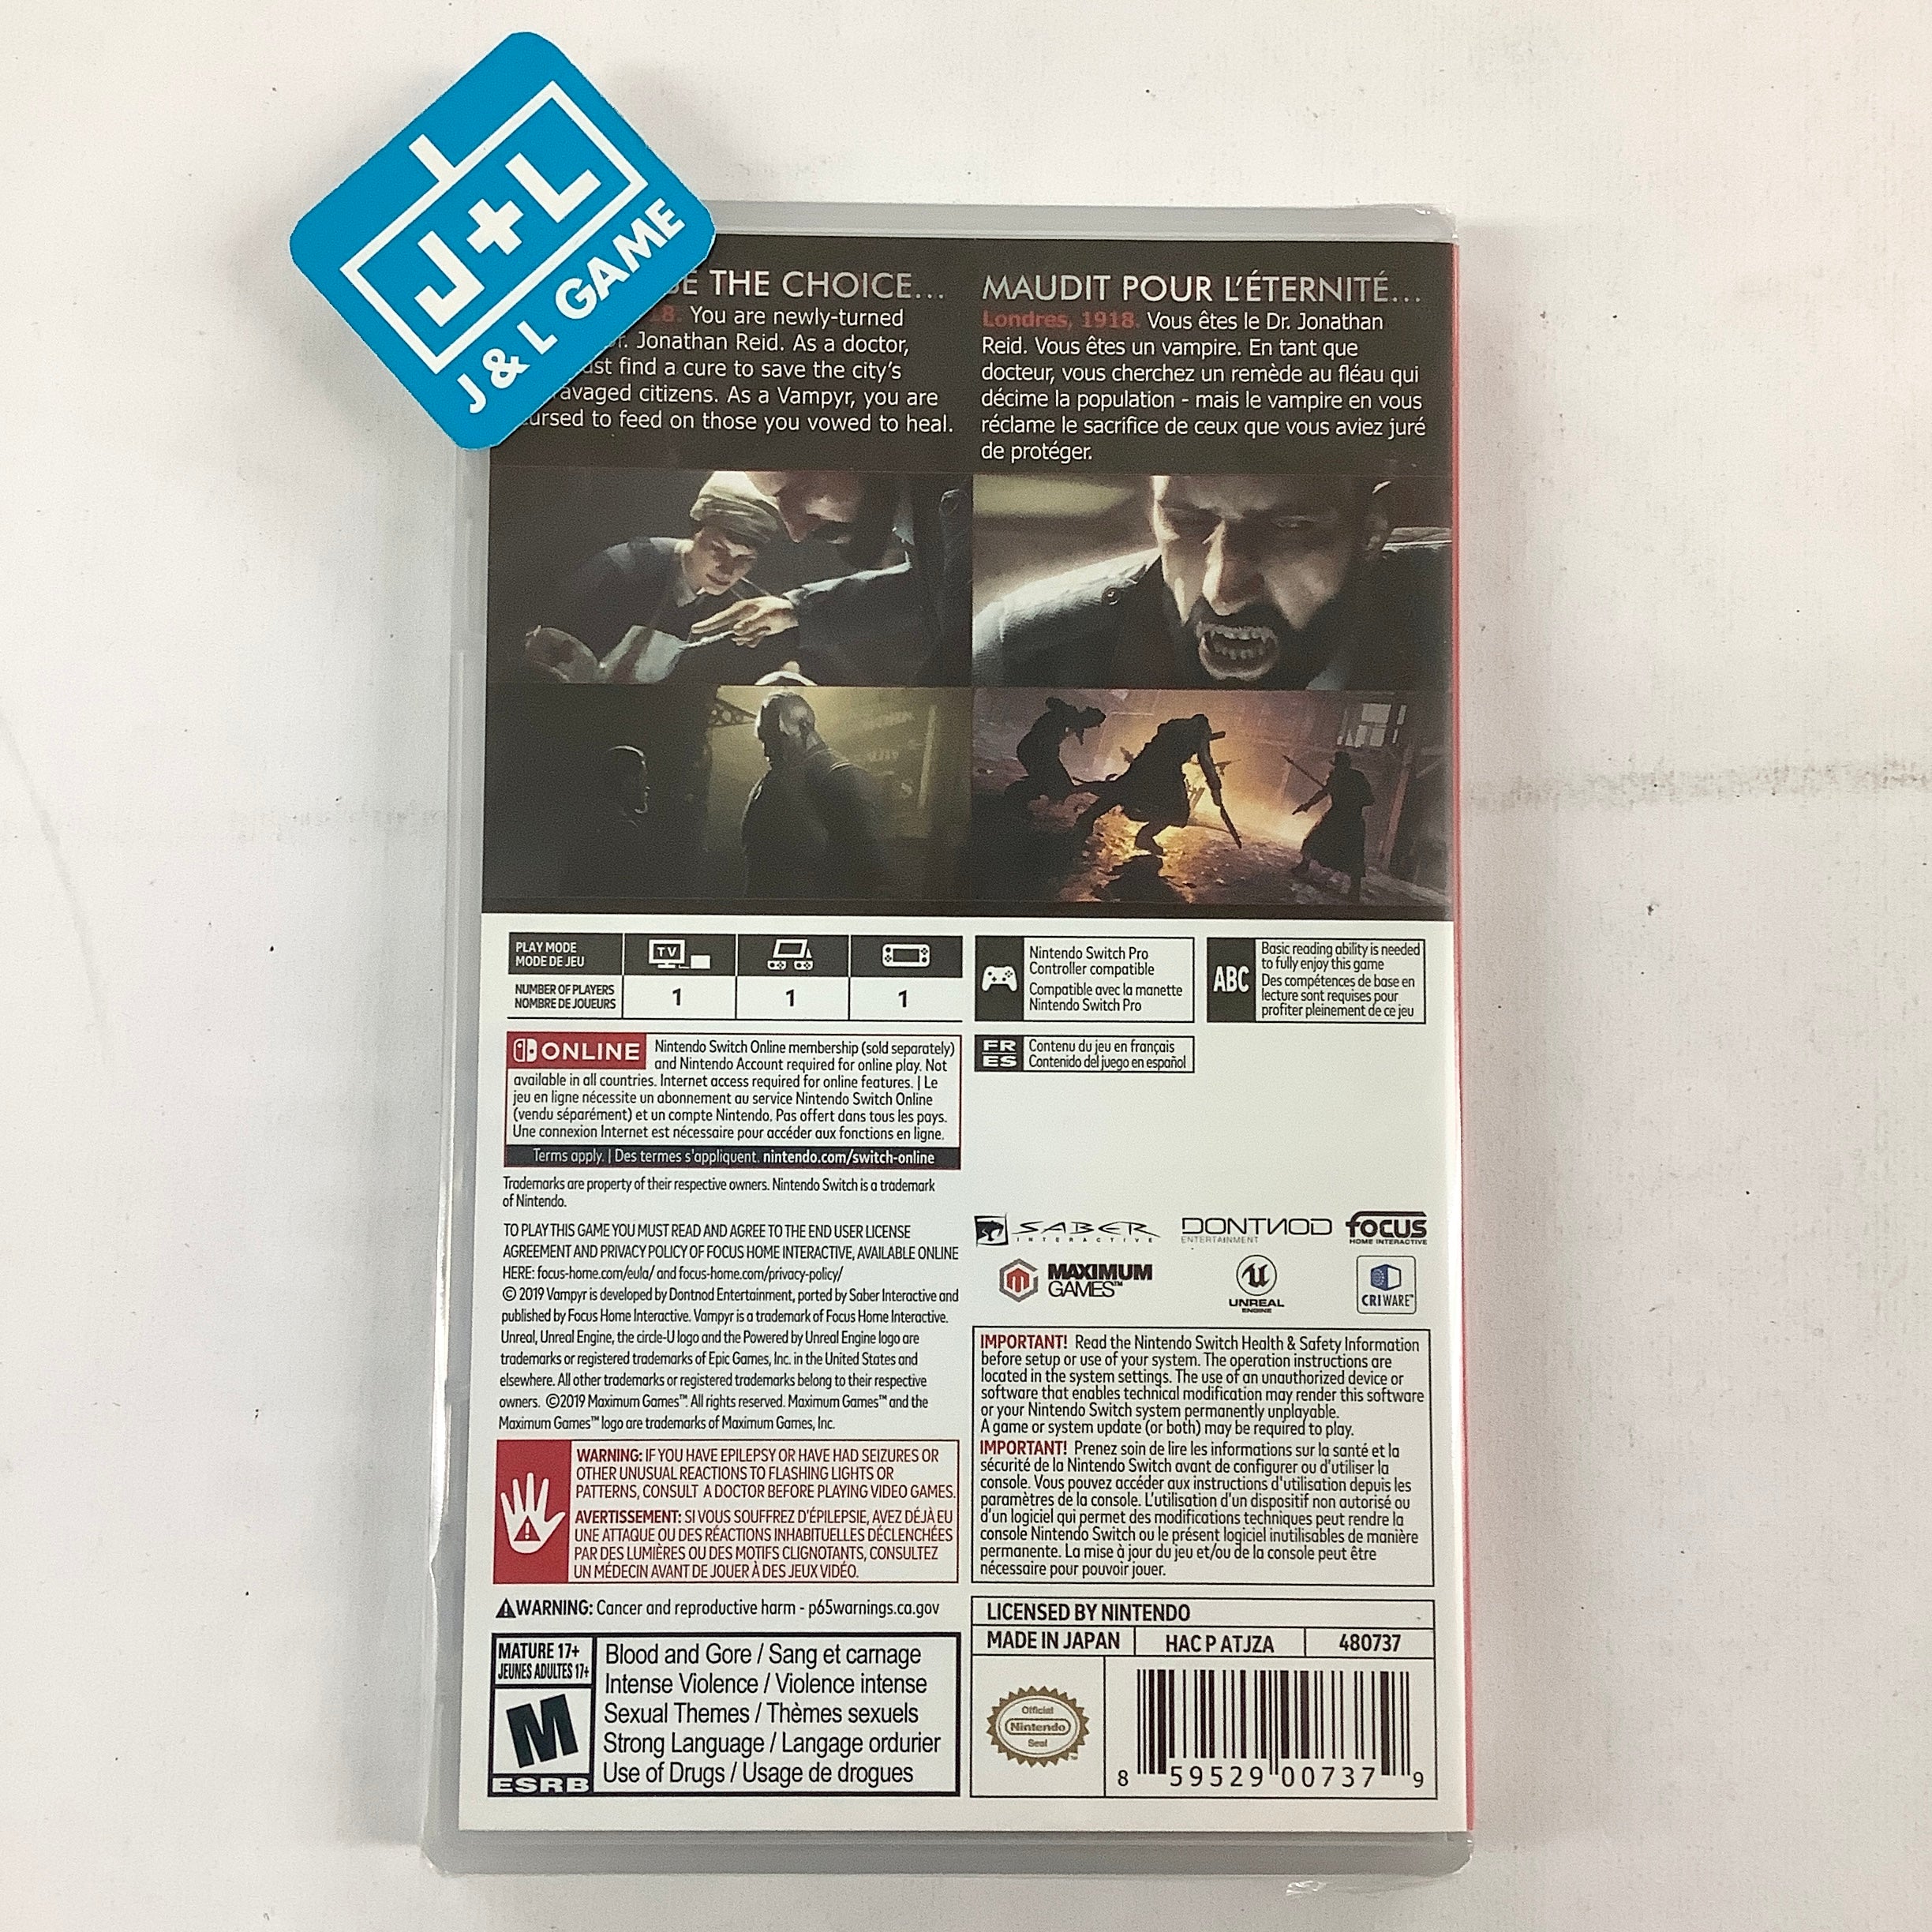 J+L
J & L GAME
THE CHOICE...
18. You are newly-turned
Dr. Jonathan Reid. As a doctor,
must find a cure to save the city's
ravaged citizens. As a Vampyr, you are
cursed to feed on those you vowed to heal.
MAUDIT POUR L'ÉTERNITÉ...
Londres, 1918. Vous êtes le Dr. Jonathan
Reid. Vous êtes un vampire. En tant que
docteur, vous cherchez un remède au fléau qui
décime la population - mais le vampire en vous
réclame le sacrifice de ceux que vous aviez juré
de protéger.
PLAY MODE
MODE DE JEU
TV
NUMBER OF PLAYERS
NOMBRE DE JOUEURS
1 1 1
Nintendo Switch Pro
Controller compatible
Compatible avec la manette
Nintendo Switch Pro
ABC
Basic reading ability is needed
to fully enjoy this game
Des compétences de base en
lecture sont requises pour
profiter pleinement de ce jeu
ONLINE
Nintendo Switch Online membership (sold separately)
and Nintendo Account required for online play. Not
available in all countries. Internet access required for online features. | Le
jeu en ligne nécessite un abonnement au service Nintendo Switch Online
(vendu séparément) et un compte Nintendo. Pas offert dans tous les pays.
Une connexion Internet est nécessaire pour accéder aux fonctions en ligne.
Terms apply. | Des termes s'appliquent. nintendo.com/switch-online
FR Contenu du jeu en français
ES Contenido del juego en español
Trademarks are property of their respective owners. Nintendo Switch is a trademark
of Nintendo.
TO PLAY THIS GAME YOU MUST READ AND AGREE TO THE END USER LICENSE
AGREEMENT AND PRIVACY POLICY OF FOCUS HOME INTERACTIVE, AVAILABLE ONLINE
HERE: focus-home.com/eula/ and focus-home.com/privacy-policy/
© 2019 Vampyr is developed by Dontnod Entertainment, ported by Saber Interactive and
published by Focus Home Interactive. Vampyr is a trademark of Focus Home Interactive.
Unreal, Unreal Engine, the circle-U logo and the Powered by Unreal Engine logo are
trademarks or registered trademarks of Epic Games, Inc. in the United States and
elsewhere. All other trademarks or registered trademarks belong to their respective
owners. ©2019 Maximum Games™. All rights reserved. Maximum Games™ and the
Maximum Games™ logo are trademarks of Maximum Games, Inc.
SABER
INTERACTIVE
DONTNOD
ENTERTAINMENT
FOCUS
HOME INTERACTIVE
MAXIMUM
GAMES™
UNREAL
ENGINE
CRIWARE™
WARNING: IF YOU HAVE EPILEPSY OR HAVE HAD SEIZURES OR
OTHER UNUSUAL REACTIONS TO FLASHING LIGHTS OR
PATTERNS, CONSULT A DOCTOR BEFORE PLAYING VIDEO GAMES.
AVERTISSEMENT: SI VOUS SOUFFREZ D'ÉPILEPSIE, AVEZ DÉJÀ EU
UNE ATTAQUE OU DES RÉACTIONS INHABITUELLES DÉCLENCHÉES
PAR DES LUMIÈRES OU DES MOTIFS CLIGNOTANTS, CONSULTEZ
UN MÉDECIN AVANT DE JOUER À DES JEUX VIDÉO.
IMPORTANT! Read the Nintendo Switch Health & Safety Information
before setup or use of your system. The operation instructions are
located in the system settings. The use of an unauthorized device or
software that enables technical modification may render this software
or your Nintendo Switch system permanently unplayable.
A game or system update (or both) may be required to play.
IMPORTANT! Prenez soin de lire les informations sur la santé et la
sécurité de la Nintendo Switch avant de configurer ou d'utiliser la
console. Vous pouvez accéder aux instructions d'utilisation depuis les
paramètres de la console. L'utilisation d'un dispositif non autorisé ou
d'un logiciel qui permet des modifications techniques peut rendre la
console Nintendo Switch ou le présent logiciel inutilisables de manière
permanente. La mise à jour du jeu et/ou de la console peut être
nécessaire pour pouvoir jouer.
WARNING: Cancer and reproductive harm - p65warnings.ca.gov
MATURE 17+
JEUNES ADULTES 17+
M
ESRB
Blood and Gore / Sang et carnage
Intense Violence / Violence intense
Sexual Themes / Thèmes sexuels
Strong Language / Langage ordurier
Use of Drugs / Usage de drogues
LICENSED BY NINTENDO
MADE IN JAPAN HAC P ATJZA 480737
Official
Nintendo
Seal
8 59529 00737 9